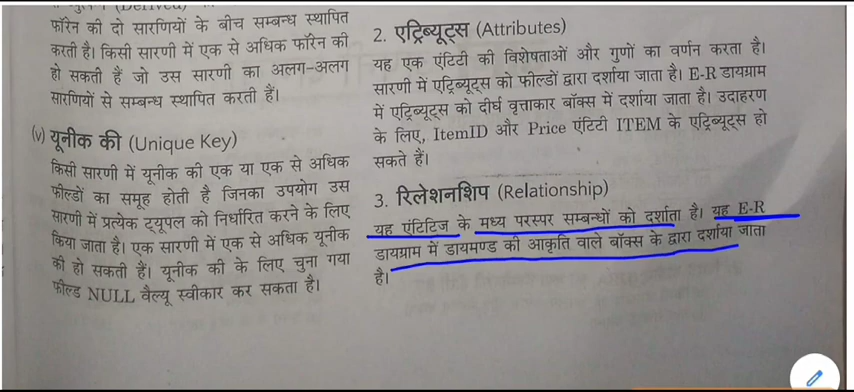 (Derived)
फॉरेन की दो सारणियों के बीच सम्बन्ध स्थापित
करती है। किसी सारणी में एक से अधिक फॉरेन की
हो सकती हैं जो उस सारणी का अलग-अलग
सारणियों से सम्बन्ध स्थापित करती हैं।
(v) यूनीक की (Unique Key)
किसी सारणी में यूनीक की एक या एक से अधिक
फील्डों का समूह होती है जिनका उपयोग उस
सारणी में प्रत्येक ट्यूपल को निर्धारित करने के लिए
किया जाता है। एक सारणी में एक से अधिक यूनीक
की हो सकती हैं। यूनीक की के लिए चुना गया
फील्ड NULL वैल्यू स्वीकार कर सकता है।
2. एट्रिब्यूट्स (Attributes)
यह एक एंटिटी की विशेषताओं और गुणों का वर्णन करता है।
सारणी में एट्रिब्यूट्स को फील्डों द्वारा दर्शाया जाता है। E-R डायग्राम
में एट्रिब्यूट्स को दीर्घ वृत्ताकार बॉक्स में दर्शाया जाता है। उदाहरण
के लिए, ItemID और Price एंटिटी ITEM के एट्रिब्यूट्स हो
सकते हैं।
3. रिलेशनशिप (Relationship)
यह एंटिटिज के मध्य परस्पर सम्बन्धों को दर्शाता है। यह E-R
डायग्राम में डायमण्ड की आकृति वाले बॉक्स के द्वारा दर्शाया जाता
है।